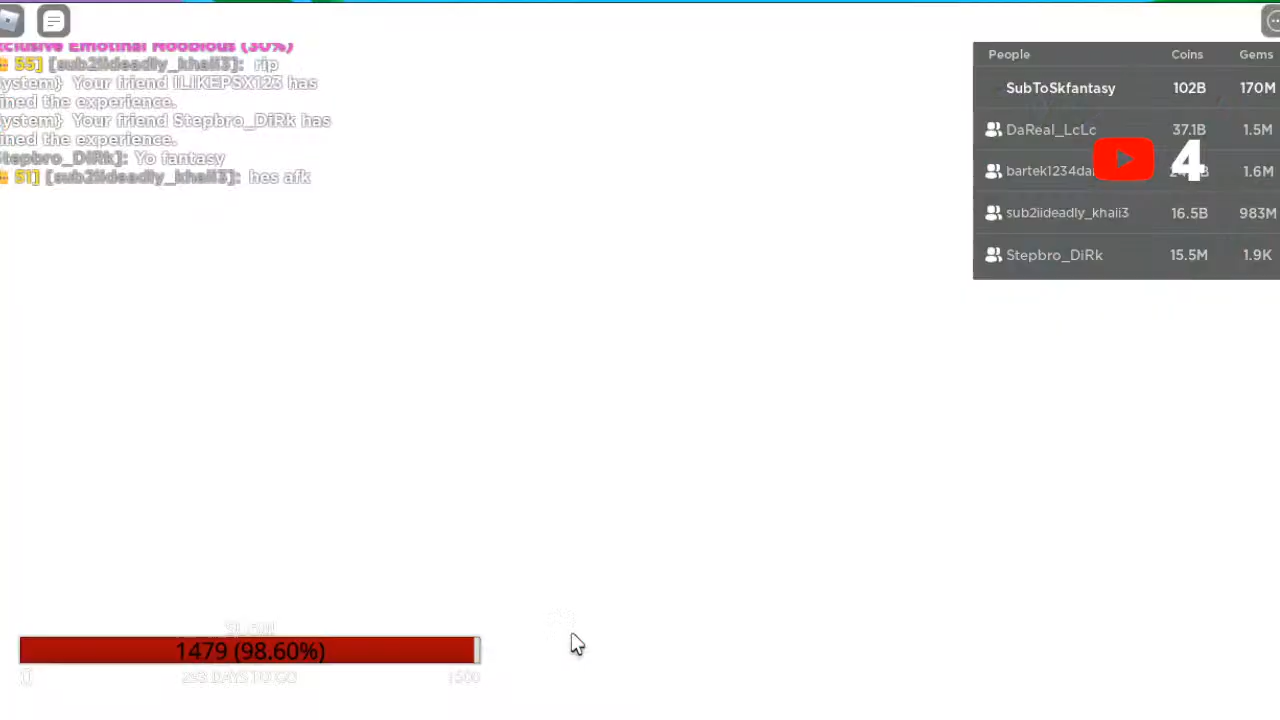 xclusive Emotinal Noobious (30%)
55] [sub2iideadly_khaii3]: rip
ystem} Your friend ILIKEPSX123 has
ined the experience.
ystem} Your friend Stepbro_DiRk has
ined the experience.
Stepbro_DiRk]: Yo fantasy
51] [sub2iideadly_khaii3]: hes afk
People Coins Gems
SubToSkfantasy 102B 170M
DaReal_LcLc 37.1B 1.5M
4
bartek1234da 1.6M
sub2iideadly_khaii3 16.5B 983M
Stepbro_DiRk 15.5M 1.9K
1479 (98.60%)
0 DAYS TO GO 1500